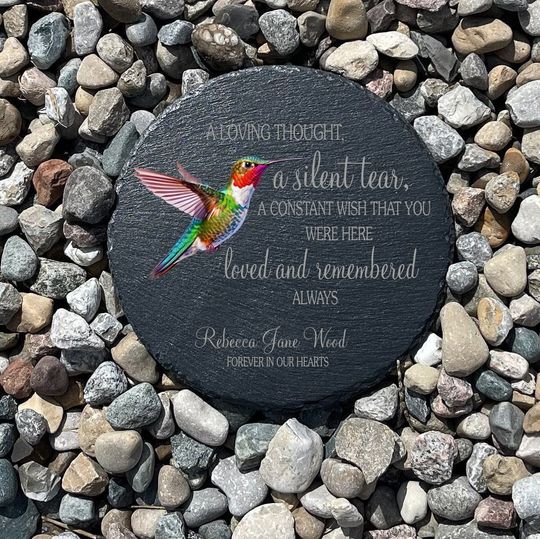 A LOVING THOUGHT,
a silent tear,
A CONSTANT WISH THAT YOU
WERE HERE
loved and remembered
ALWAYS
Rebecca Jane Wood
FOREVER IN OUR HEARTS